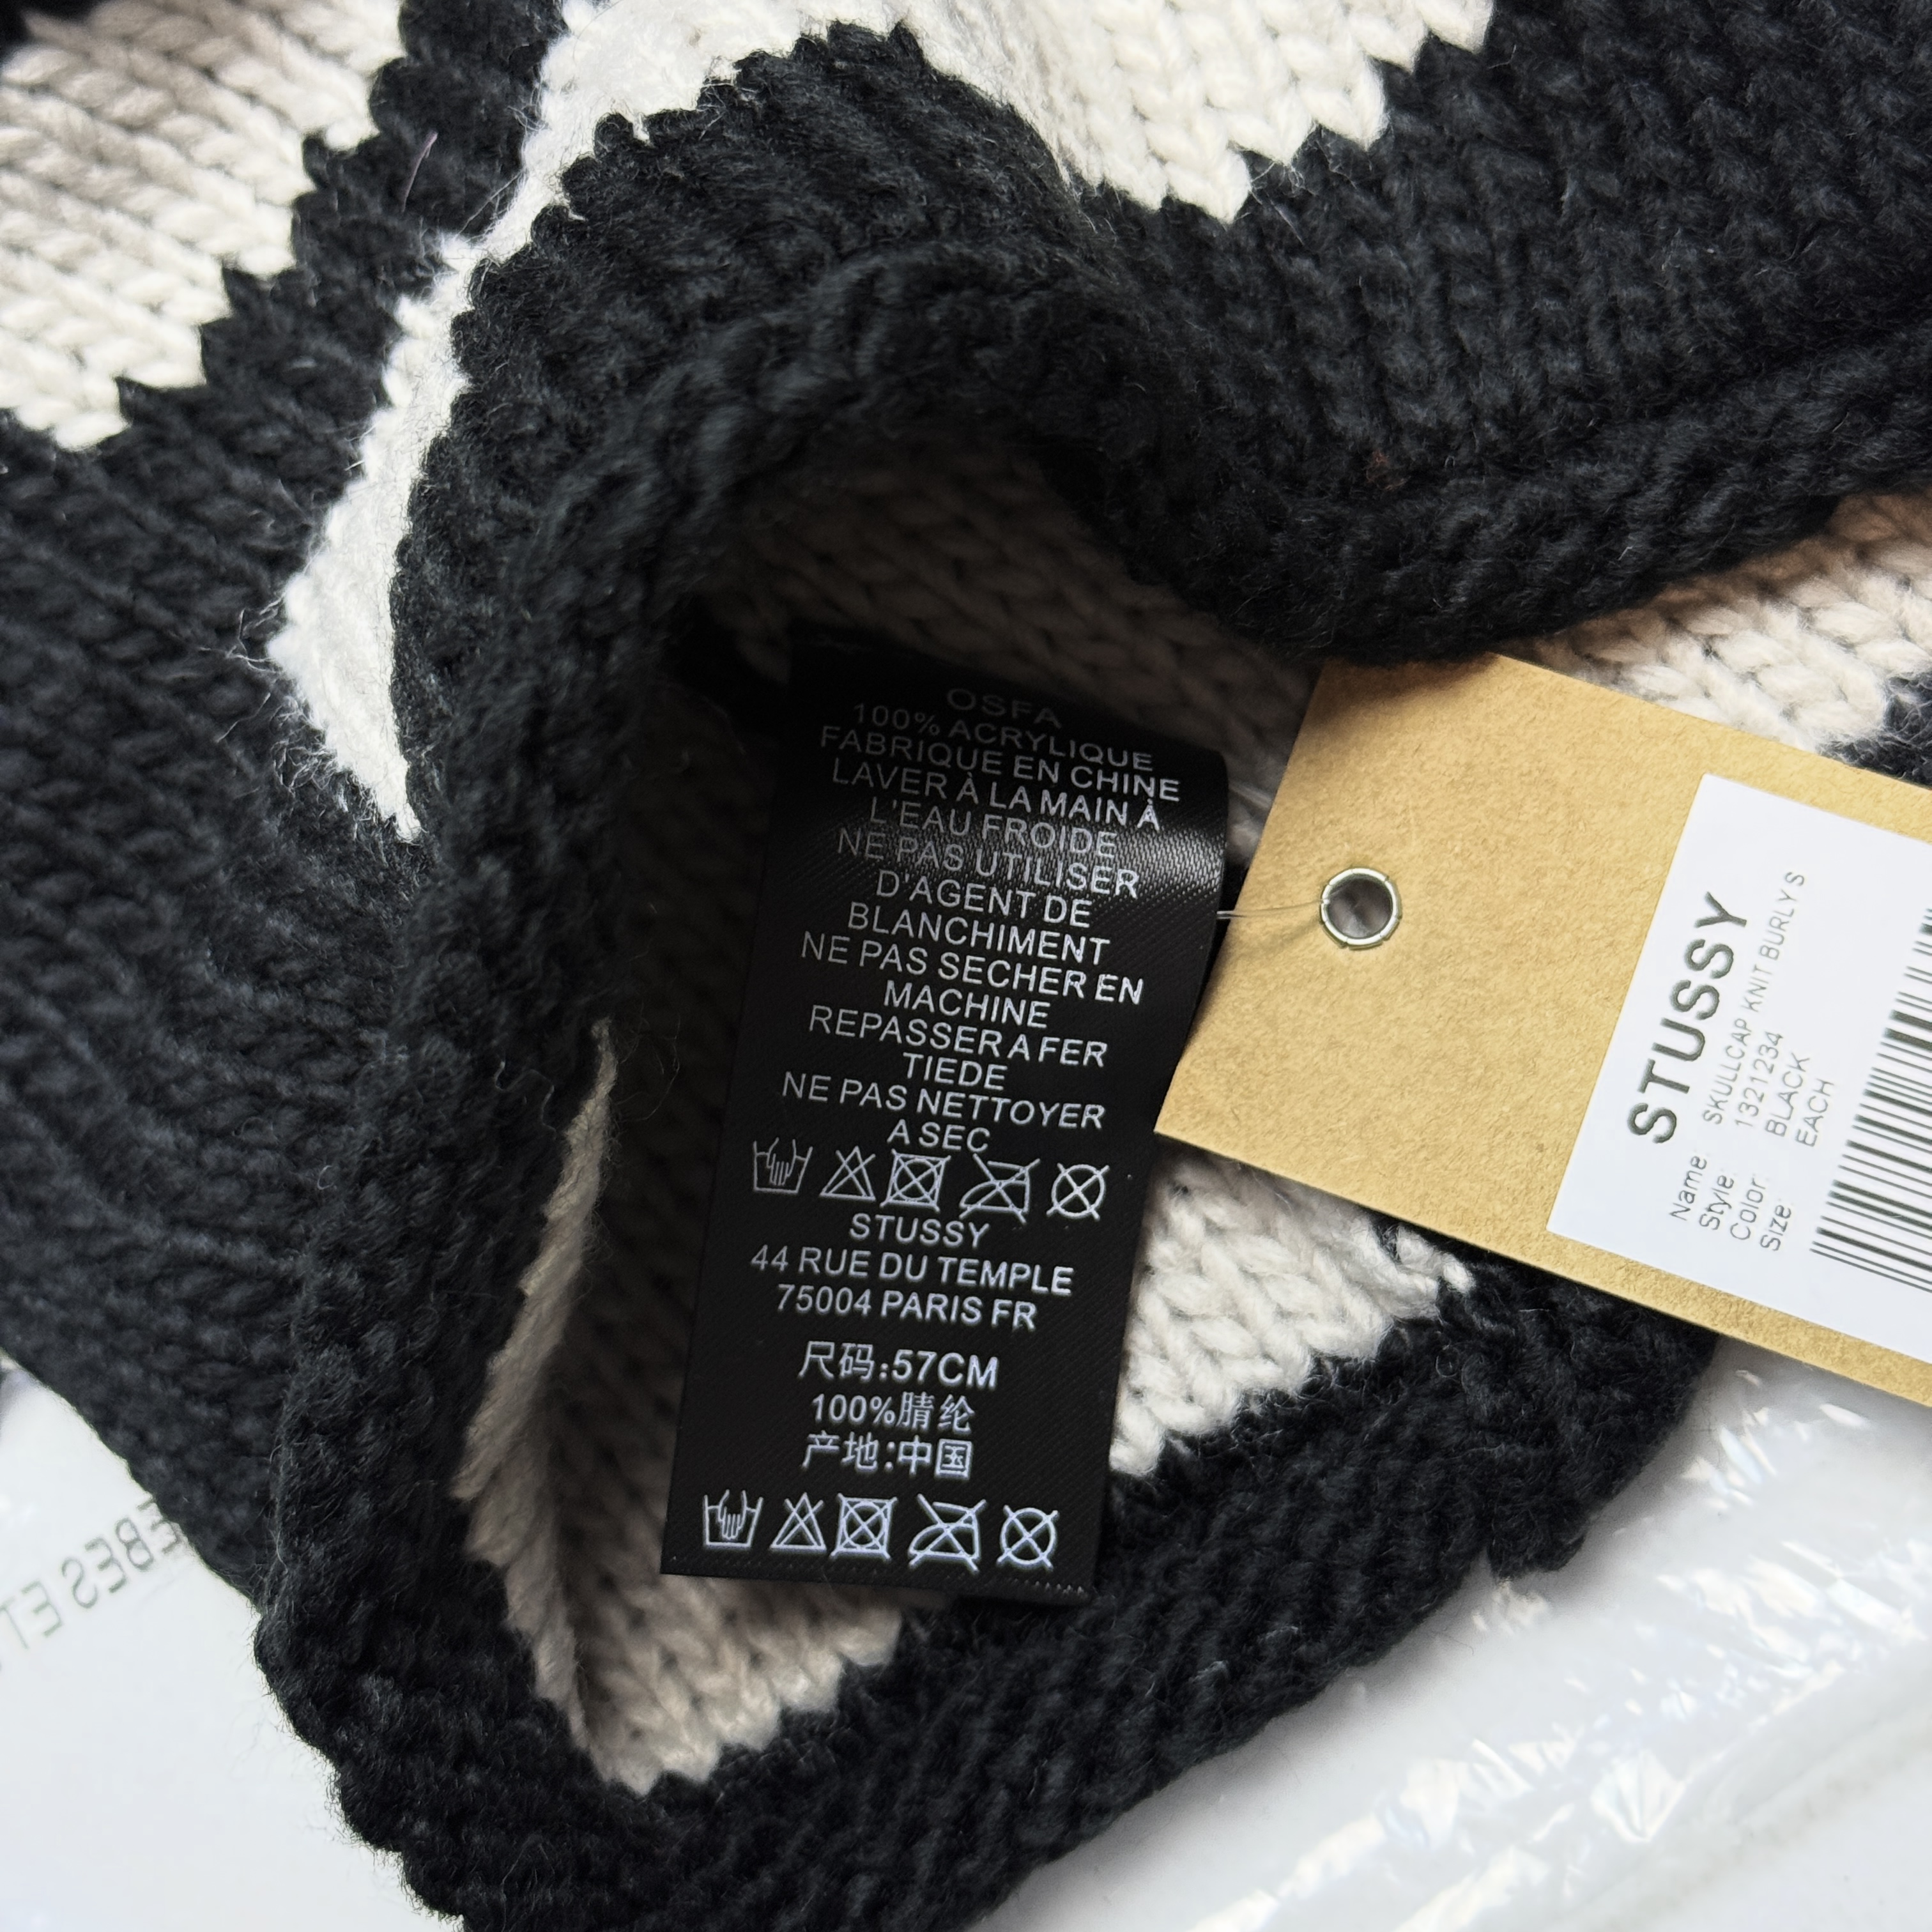 OSFA
100% ACRYLIQUE
FABRIQUE EN CHINE
LAVER À LA MAIN À
L'EAU FROIDE
NE PAS UTILISER
D'AGENT DE
BLANCHIMENT
NE PAS SECHER EN
MACHINE
REPASSER A FER
TIEDE
NE PAS NETTOYER
A SEC
STUSSY
44 RUE DU TEMPLE
75004 PARIS FR
尺码:57CM
100%腈纶
产地:中国
STUSSY
Name: SKULLCAP KNIT BURLY S
Style: 1321234
Color: BLACK
Size: EACH